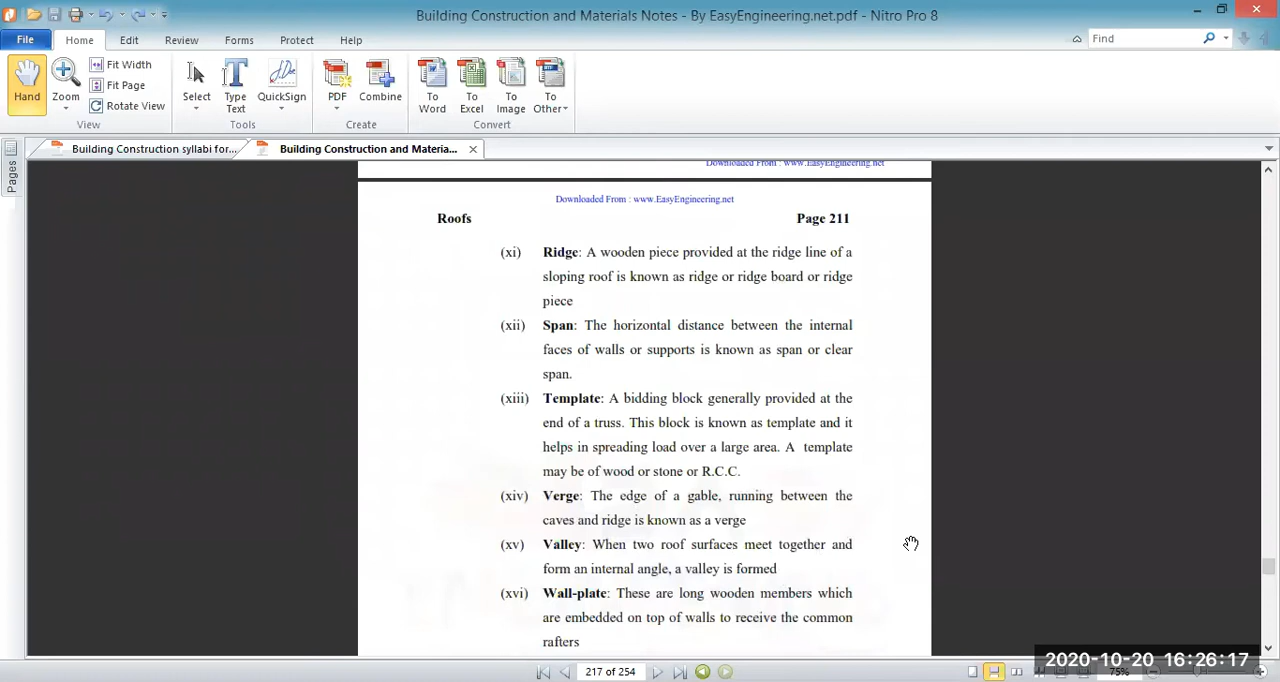 Building Construction and Materials Notes - By EasyEngineering.net.pdf - Nitro Pro 8
File Home Edit Review Forms Protect Help Find
Fit Width
Fit Page
Rotate View
Hand Zoom Select Type Text QuickSign PDF Combine To Word To Excel To Image To Other
View Tools Create Convert
Building Construction syllabi for... Building Construction and Materia...
Pages
Downloaded From : www.EasyEngineering.net
Downloaded From : www.EasyEngineering.net
Roofs Page 211
(xi) Ridge: A wooden piece provided at the ridge line of a
sloping roof is known as ridge or ridge board or ridge
piece
(xii) Span: The horizontal distance between the internal
faces of walls or supports is known as span or clear
span.
(xiii) Template: A bidding block generally provided at the
end of a truss. This block is known as template and it
helps in spreading load over a large area. A template
may be of wood or stone or R.C.C.
(xiv) Verge: The edge of a gable, running between the
caves and ridge is known as a verge
(xv) Valley: When two roof surfaces meet together and
form an internal angle, a valley is formed
(xvi) Wall-plate: These are long wooden members which
are embedded on top of walls to receive the common
rafters
217 of 254
2020-10-20 16:26:17
75%